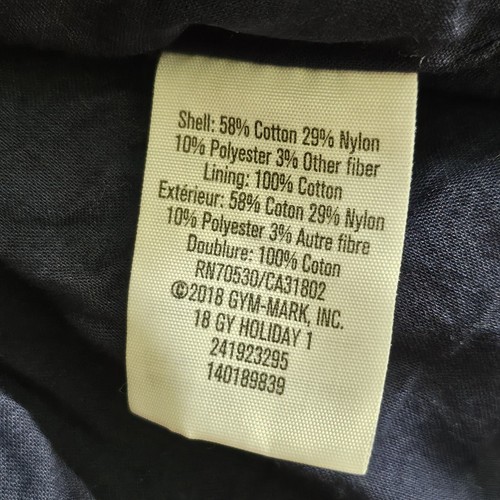 Shell: 58% Cotton 29% Nylon
10% Polyester 3% Other fiber
Lining: 100% Cotton
Extérieur: 58% Coton 29% Nylon
10% Polyester 3% Autre fibre
Doublure: 100% Coton
RN70530/CA31802
©2018 GYM-MARK, INC.
18 GY HOLIDAY 1
241923295
140189839